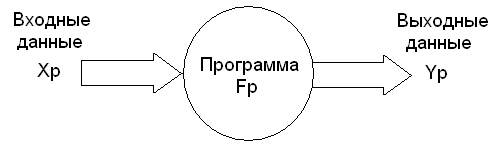 Входные
данные
Xp
Программа
Fp
Выходные
данные
Yp